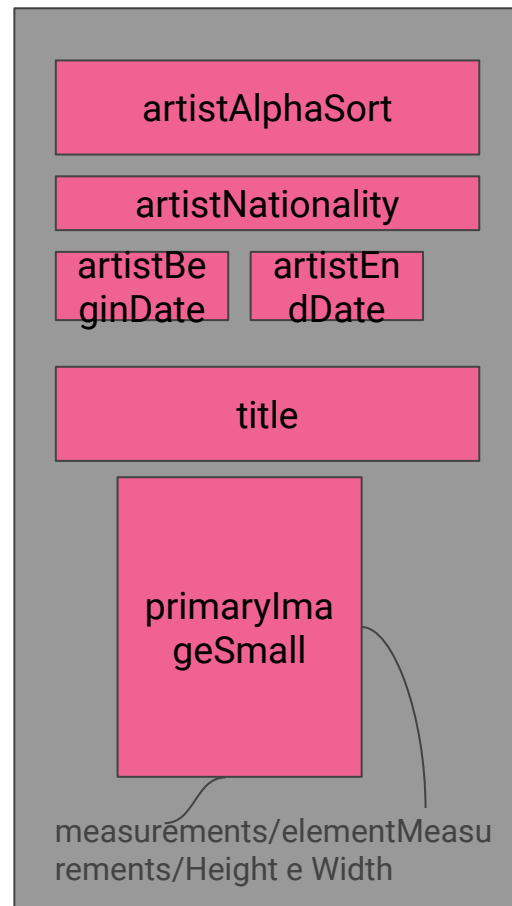 artistAlphaSort
artistNationality
artistBe
ginDate
artistEn
dDate
title
primaryIma
geSmall
measurements/elementMeasu
rements/Height e Width